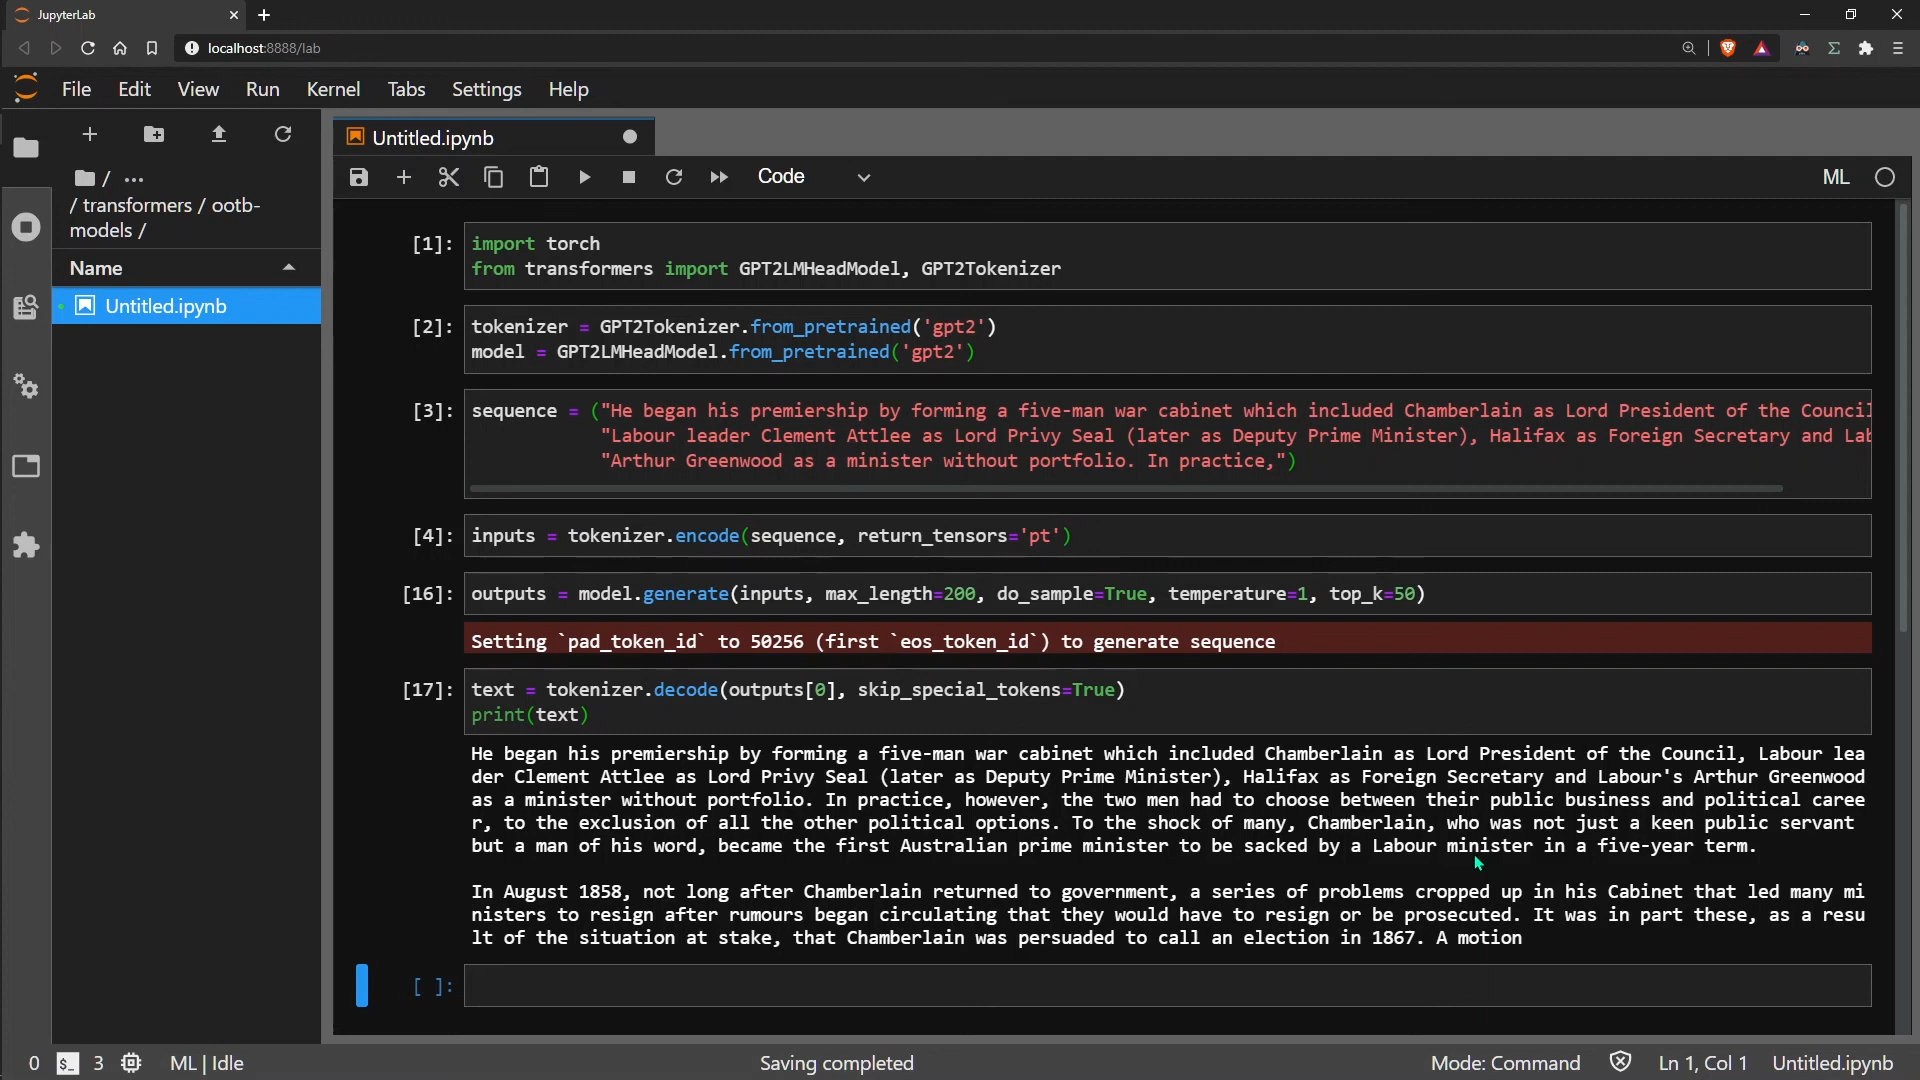 JupyterLab
localhost:8888/lab
File Edit View Run Kernel Tabs Settings Help
/ ...
/ transformers / ootb-
models /
Name
Untitled.ipynb
Untitled.ipynb
Code
ML
[1]: import torch
from transformers import GPT2LMHeadModel, GPT2Tokenizer
[2]: tokenizer = GPT2Tokenizer.from_pretrained('gpt2')
model = GPT2LMHeadModel.from_pretrained('gpt2')
[3]: sequence = ("He began his premiership by forming a five-man war cabinet which included Chamberlain as Lord President of the Council
"Labour leader Clement Attlee as Lord Privy Seal (later as Deputy Prime Minister), Halifax as Foreign Secretary and Lab
"Arthur Greenwood as a minister without portfolio. In practice,")
[4]: inputs = tokenizer.encode(sequence, return_tensors='pt')
[16]: outputs = model.generate(inputs, max_length=200, do_sample=True, temperature=1, top_k=50)
Setting `pad_token_id` to 50256 (first `eos_token_id`) to generate sequence
[17]: text = tokenizer.decode(outputs[0], skip_special_tokens=True)
print(text)
He began his premiership by forming a five-man war cabinet which included Chamberlain as Lord President of the Council, Labour lea
der Clement Attlee as Lord Privy Seal (later as Deputy Prime Minister), Halifax as Foreign Secretary and Labour's Arthur Greenwood
as a minister without portfolio. In practice, however, the two men had to choose between their public business and political caree
r, to the exclusion of all the other political options. To the shock of many, Chamberlain, who was not just a keen public servant
but a man of his word, became the first Australian prime minister to be sacked by a Labour minister in a five-year term.
In August 1858, not long after Chamberlain returned to government, a series of problems cropped up in his Cabinet that led many mi
nisters to resign after rumours began circulating that they would have to resign or be prosecuted. It was in part these, as a resu
lt of the situation at stake, that Chamberlain was persuaded to call an election in 1867. A motion
[ ]:
0 $_ 3 ML | Idle Saving completed Mode: Command Ln 1, Col 1 Untitled.ipynb